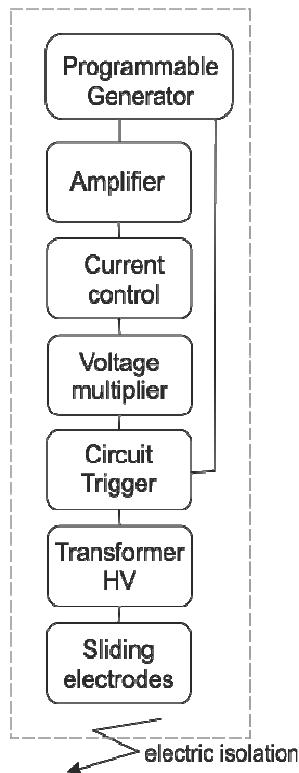 Programmable
Generator
Amplifier
Current
control
Voltage
multiplier
Circuit
Trigger
Transformer
HV
Sliding
electrodes
electric isolation